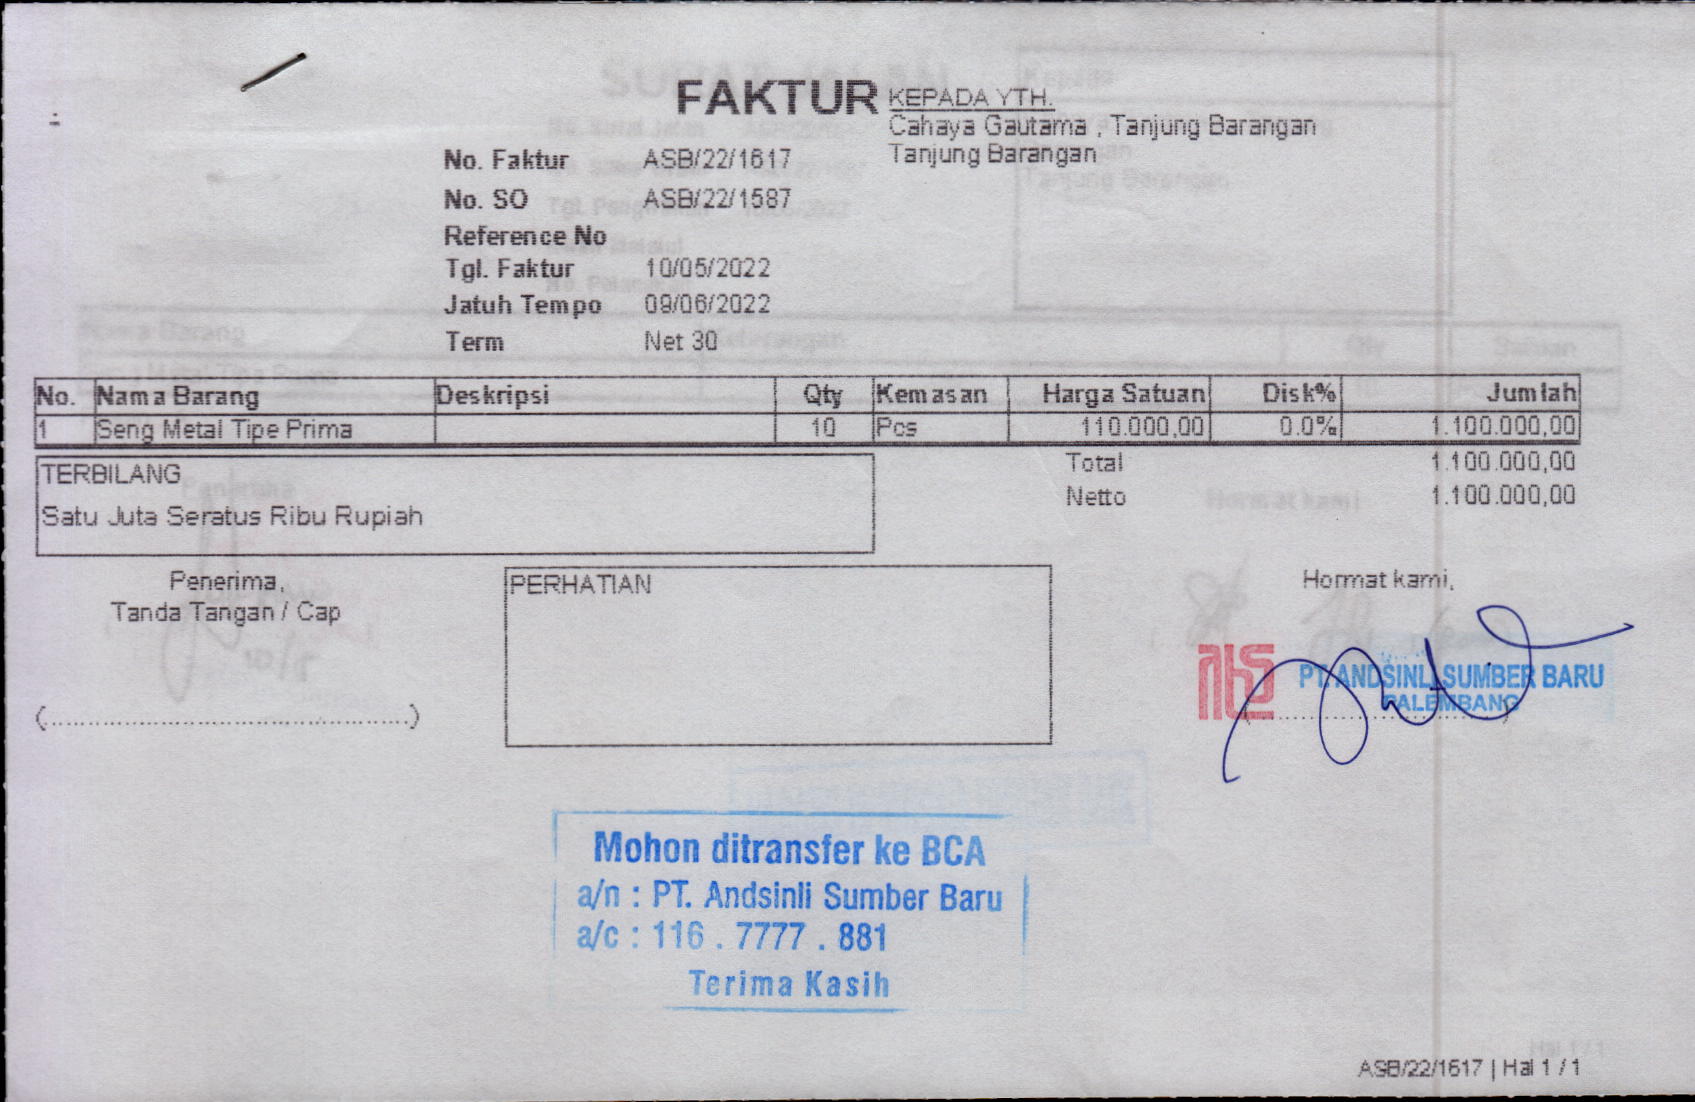 FAKTUR
KEPADA YTH.
Cahaya Gautama , Tanjung Barangan
Tanjung Barangan
No. Faktur ASB/22/1617
No. SO ASB/22/1587
Reference No
Tgl. Faktur 10/05/2022
Jatuh Tempo 09/06/2022
Term Net 30
No. Nama Barang Deskripsi Qty Kemasan Harga Satuan Disk% Jumlah
1 Seng Metal Tipe Prima 10 Pcs 110.000,00 0.0% 1.100.000,00
Total 1.100.000,00
Netto 1.100.000,00
TERBILANG
Satu Juta Seratus Ribu Rupiah
Penerima,
Tanda Tangan / Cap
(..........................................)
PERHATIAN
Hormat kami,
PT. ANDSINLI SUMBER BARU
PALEMBANG
Mohon ditransfer ke BCA
a/n : PT. Andsinli Sumber Baru
a/c : 116 . 7777 . 881
Terima Kasih
ASB/22/1617 | Hal 1 / 1